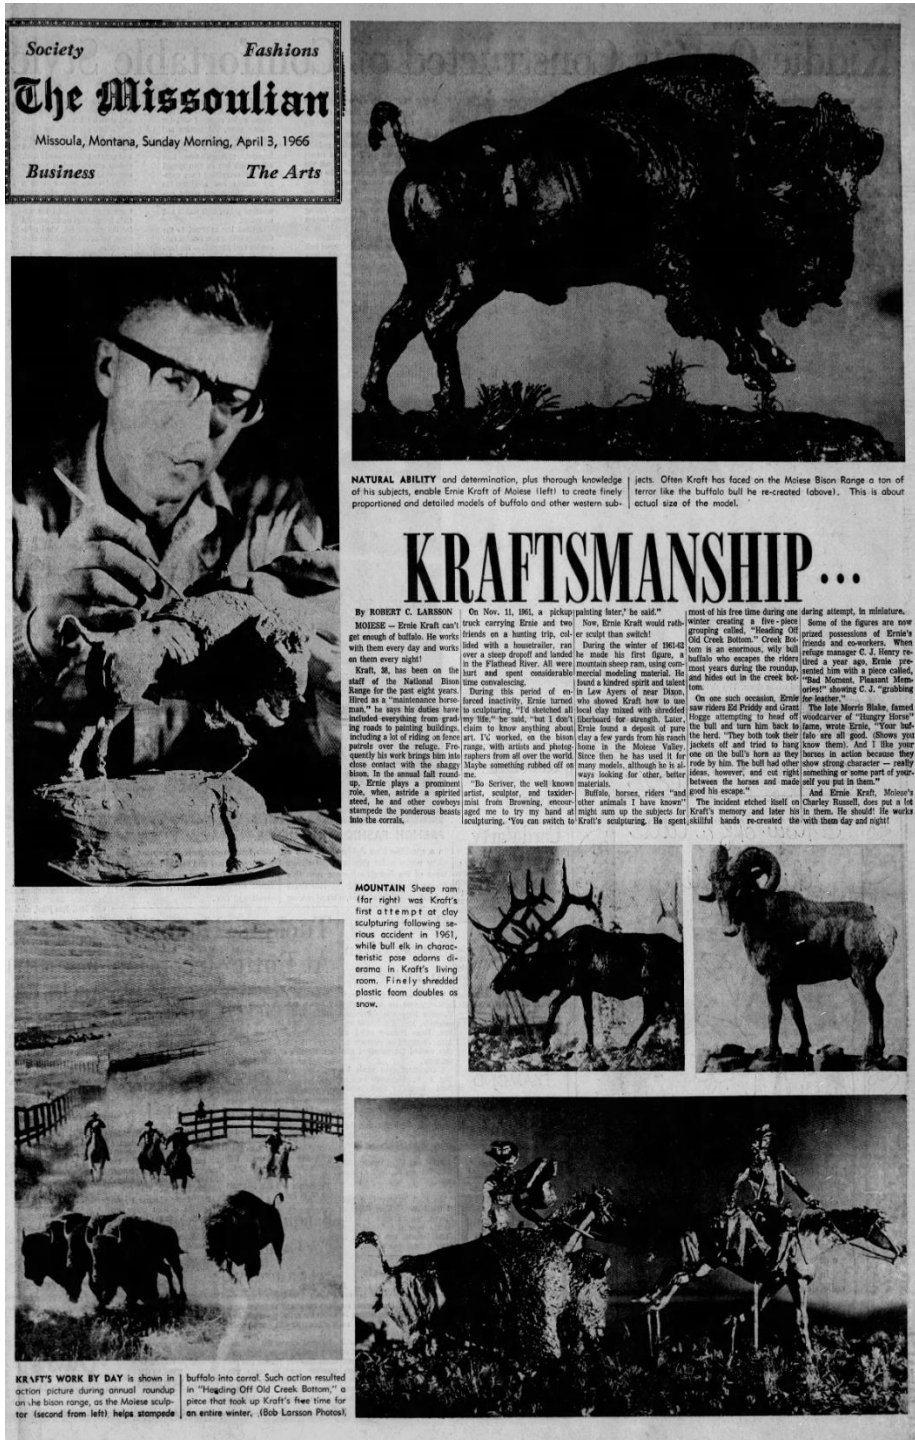 Society
Fashions
The Missoulian
Missoula, Montana, Sunday Morning, April 3, 1966
Business
The Arts
NATURAL ABILITY and determination, plus thorough knowledge
of his subjects, enable Ernie Kraft of Moiese (left) to create finely
proportioned and detailed models of buffalo and other western sub-
jects. Often Kraft has faced on the Moiese Bison Range a ton of
terror like the buffalo bull he re-created (above). This is about
actual size of the model.
KRAFTSMANSHIP...
By ROBERT C. LARSSON
MOIESE — Ernie Kraft can't
get enough of buffalo. He works
with them every day and works
on them every night!
Kraft, 38, has been on the
staff of the National Bison
Range for the past eight years.
Hired as a "maintenance horse-
man," he says his duties have
included everything from grad-
ing roads to painting buildings,
including a lot of riding on fence
patrols over the refuge. Fre-
quently his work brings him into
close contact with the shaggy
bison. In the annual fall round-
up, Ernie plays a prominent
role, when, astride a spirited
steed, he and other cowboys
stampede the ponderous beasts
into the corrals.
On Nov. 11, 1961, a pickup
truck carrying Ernie and two
friends on a hunting trip, col-
lided with a housetrailer, ran
over a steep dropoff and landed
in the Flathead River. All were
hurt and spent considerable
time convalescing.
During this period of en-
forced inactivity, Ernie turned
to sculpturing. "I'd sketched all
my life," he said, "but I don't
claim to know anything about
art. I'd worked, on the bison
range, with artists and photog-
raphers from all over the world.
Maybe something rubbed off on
me.
"Bo Scriver, the well known
artist, sculptor, and taxider-
mist from Browning, encour-
aged me to try my hand at
sculpturing. 'You can switch to
painting later,' he said."
Now, Ernie Kraft would rath-
er sculpt than switch!
During the winter of 1961-62
he made his first figure, a
mountain sheep ram, using com-
mercial modeling material. He
found a kindred spirit and talent
in Lew Ayers of near Dixon,
who showed Kraft how to use
local clay mixed with shredded
fiberboard for strength. Later,
Ernie found a deposit of pure
clay a few yards from his ranch
home in the Moiese Valley.
Since then he has used it for
many models, although he is al-
ways looking for other, better
materials.
Buffalo, horses, riders "and
other animals I have known"
might sum up the subjects for
Kraft's sculpturing. He spent
most of his free time during one
winter creating a five-piece
grouping called, "Heading Off
Old Creek Bottom." Creek Bot-
tom is an enormous, wily bull
buffalo who escapes the riders
most years during the roundup,
and hides out in the creek bot-
tom.
On one such occasion, Ernie
saw riders Ed Priddy and Grant
Hogge attempting to head off
the bull and turn him back to
the herd. "They both took their
jackets off and tried to hang
one on the bull's horn as they
rode by him. The bull had other
ideas, however, and cut right
between the horses and made
good his escape."
The incident etched itself on
Kraft's memory and later his
skillful hands re-created the
daring attempt, in miniature.
Some of the figures are now
prized possessions of Ernie's
friends and co-workers. When
refuge manager C. J. Henry re-
tired a year ago, Ernie pre-
sented him with a piece called,
"Bad Moment, Pleasant Mem-
ories!" showing C.J. "grabbing
for leather."
The late Morris Blake, famed
woodcarver of "Hungry Horse"
fame, wrote Ernie, "Your buf-
falo are all good. (Shows you
know them). And I like your
horses in action because they
show strong character — really
something or some part of your-
self you put in them."
And Ernie Kraft, Moiese's
Charley Russell, does put a lot
in them. He should! He works
with them day and night!
MOUNTAIN Sheep ram
(far right) was Kraft's
first attempt at clay
sculpturing following se-
rious accident in 1961,
while bull elk in charac-
teristic pose adorns di-
orama in Kraft's living
room. Finely shredded
plastic foam doubles as
snow.
KRAFT'S WORK BY DAY is shown in
action picture during annual roundup
on the bison range, as the Moiese sculp-
tor (second from left) helps stampede
buffalo into corral. Such action resulted
in "Heading Off Old Creek Bottom," a
piece that took up Kraft's free time for
an entire winter. (Bob Larsson Photos)